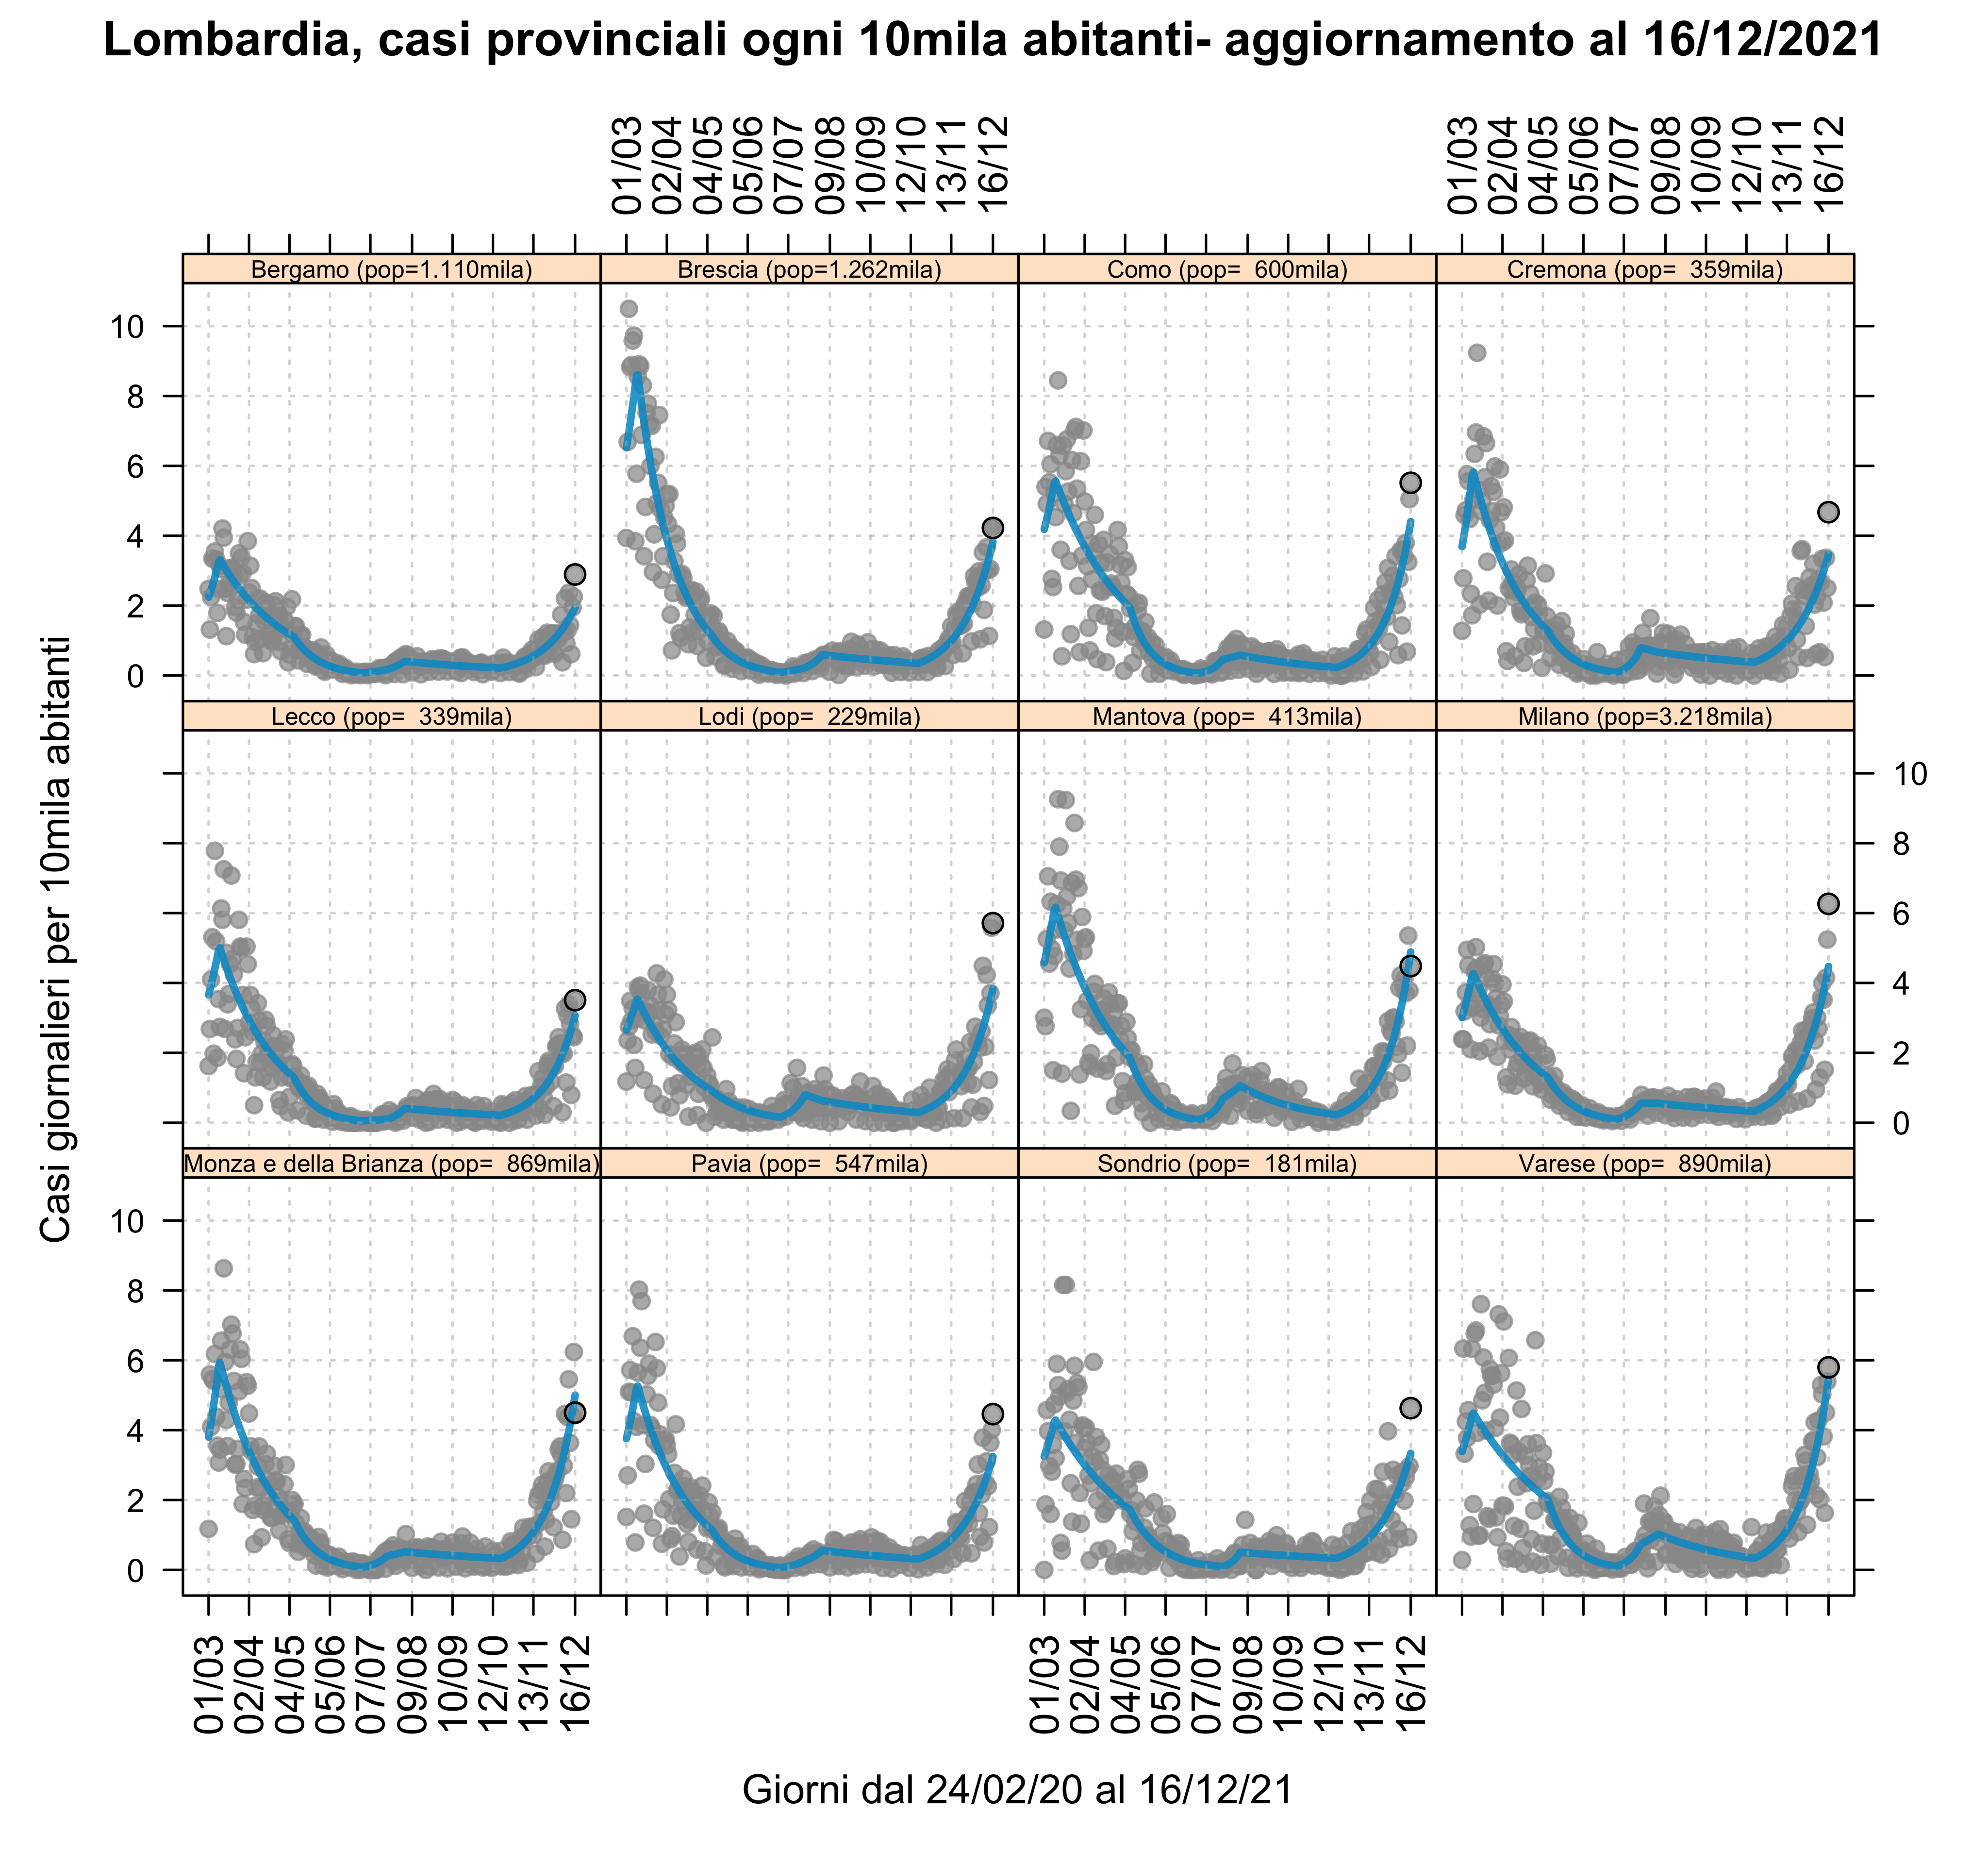 Lombardia, casi provinciali ogni 10mila abitanti- aggiornamento al 16/12/2021
01/03 02/04 04/05 05/06 07/07 09/08 10/09 12/10 13/11 16/12
01/03 02/04 04/05 05/06 07/07 09/08 10/09 12/10 13/11 16/12
Bergamo (pop=1.110mila)
Brescia (pop=1.262mila)
Como (pop=  600mila)
Cremona (pop=  359mila)
10
8
6
4
2
0
Lecco (pop=  339mila)
Lodi (pop=  229mila)
Mantova (pop=  413mila)
Milano (pop=3.218mila)
10
8
6
4
2
0
Monza e della Brianza (pop=  869mila)
Pavia (pop=  547mila)
Sondrio (pop=  181mila)
Varese (pop=  890mila)
10
8
6
4
2
0
Casi giornalieri per 10mila abitanti
01/03 02/04 04/05 05/06 07/07 09/08 10/09 12/10 13/11 16/12
01/03 02/04 04/05 05/06 07/07 09/08 10/09 12/10 13/11 16/12
Giorni dal 24/02/20 al 16/12/21